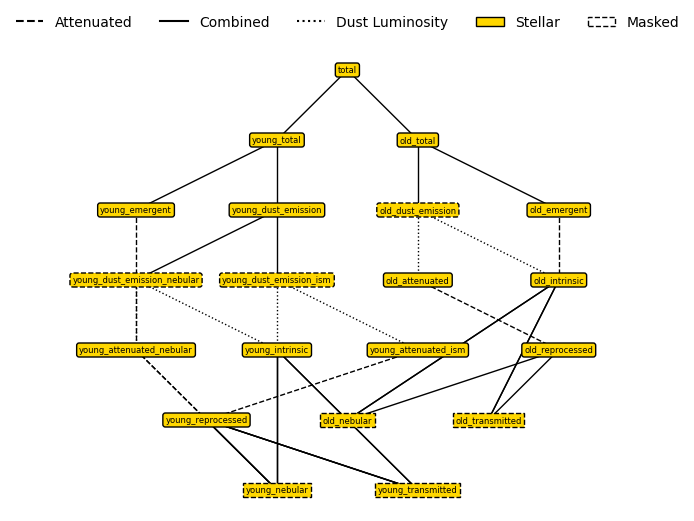 Attenuated Combined Dust Luminosity Stellar Masked
total
young_total old_total
young_emergent young_dust_emission old_dust_emission old_emergent
young_dust_emission_nebular young_dust_emission_ism old_attenuated old_intrinsic
young_attenuated_nebular young_intrinsic young_attenuated_ism old_reprocessed
young_reprocessed old_nebular old_transmitted
young_nebular young_transmitted